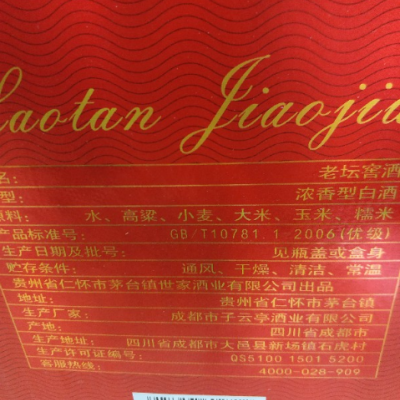 aotan Jiaojia
名: 老坛窖酒
型: 浓香型白酒
原料: 水、高粱、小麦、大米、玉米、糯米
产品标准号: GB/T10781.1-2006(优级)
生产日期及批号: 见瓶盖或盒身
贮存条件: 通风、干燥、清洁、常温
贵州省仁怀市茅台镇世家酒业有限公司出品
地址: 贵州省仁怀市茅台镇
生产厂家: 成都市子云亭酒业有限公司
产地: 四川省成都市
生产地址: 四川省成都市大邑县新场镇石虎村
生产许可证编号: QS5100 1501 5200
客服热线: 4000-028-909